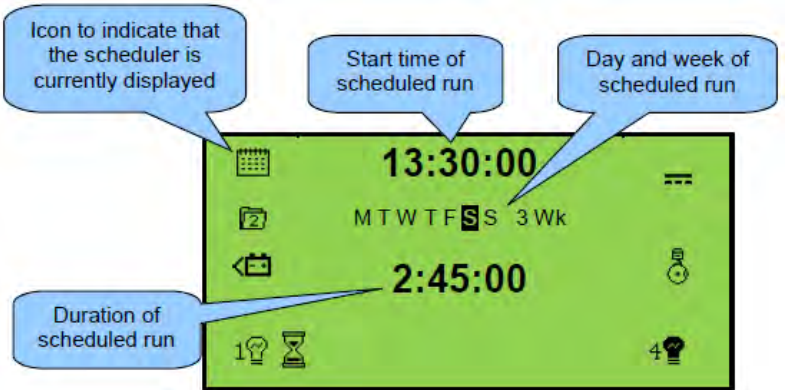 Icon to indicate that
the scheduler is
currently displayed
Start time of
scheduled run
Day and week of
scheduled run
13:30:00
2
M T W T F S S 3 Wk
2:45:00
Duration of
scheduled run
1
4